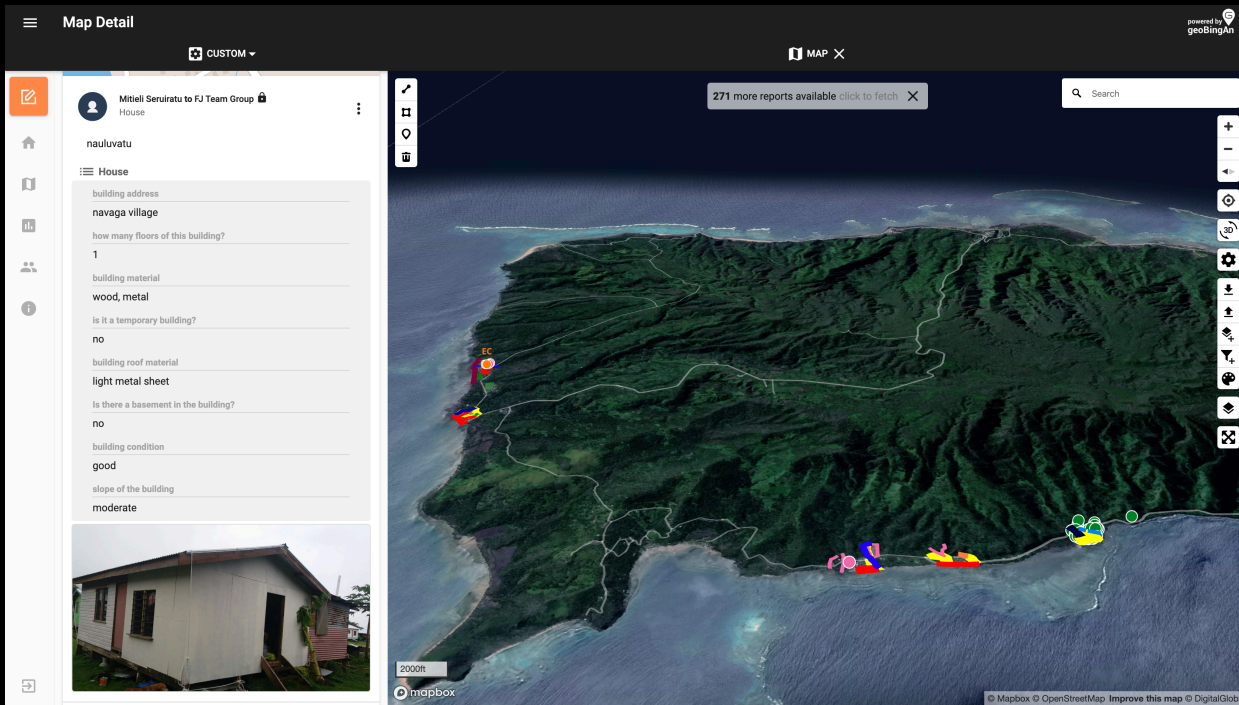 Map Detail
powered by
geoBingAn
CUSTOM
MAP
Mitieli Seruiratu to FJ Team Group
House
nauluvatu
House
building address
navaga village
how many floors of this building?
1
building material
wood, metal
is it a temporary building?
no
building roof material
light metal sheet
Is there a basement in the building?
no
building condition
good
slope of the building
moderate
271 more reports available click to fetch
Search
3D
EC
2000ft
mapbox
© Mapbox © OpenStreetMap Improve this map © DigitalGlob